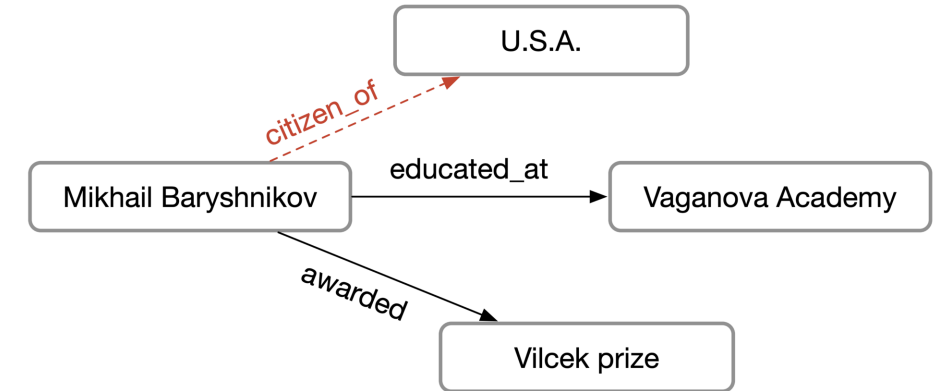 U.S.A.
citizen_of
educated_at
Mikhail Baryshnikov
Vaganova Academy
awarded
Vilcek prize